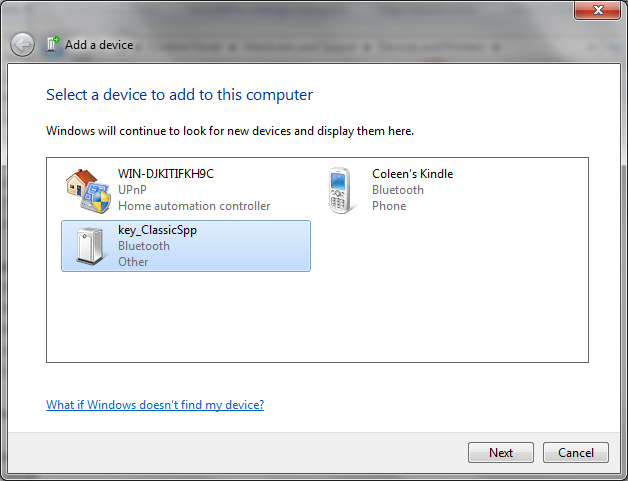 Add a device
Select a device to add to this computer
Windows will continue to look for new devices and display them here.
WIN-DJKITIFKH9C
UPnP
Home automation controller
Coleen's Kindle
Bluetooth
Phone
key_ClassicSpp
Bluetooth
Other
What if Windows doesn't find my device?
Next
Cancel